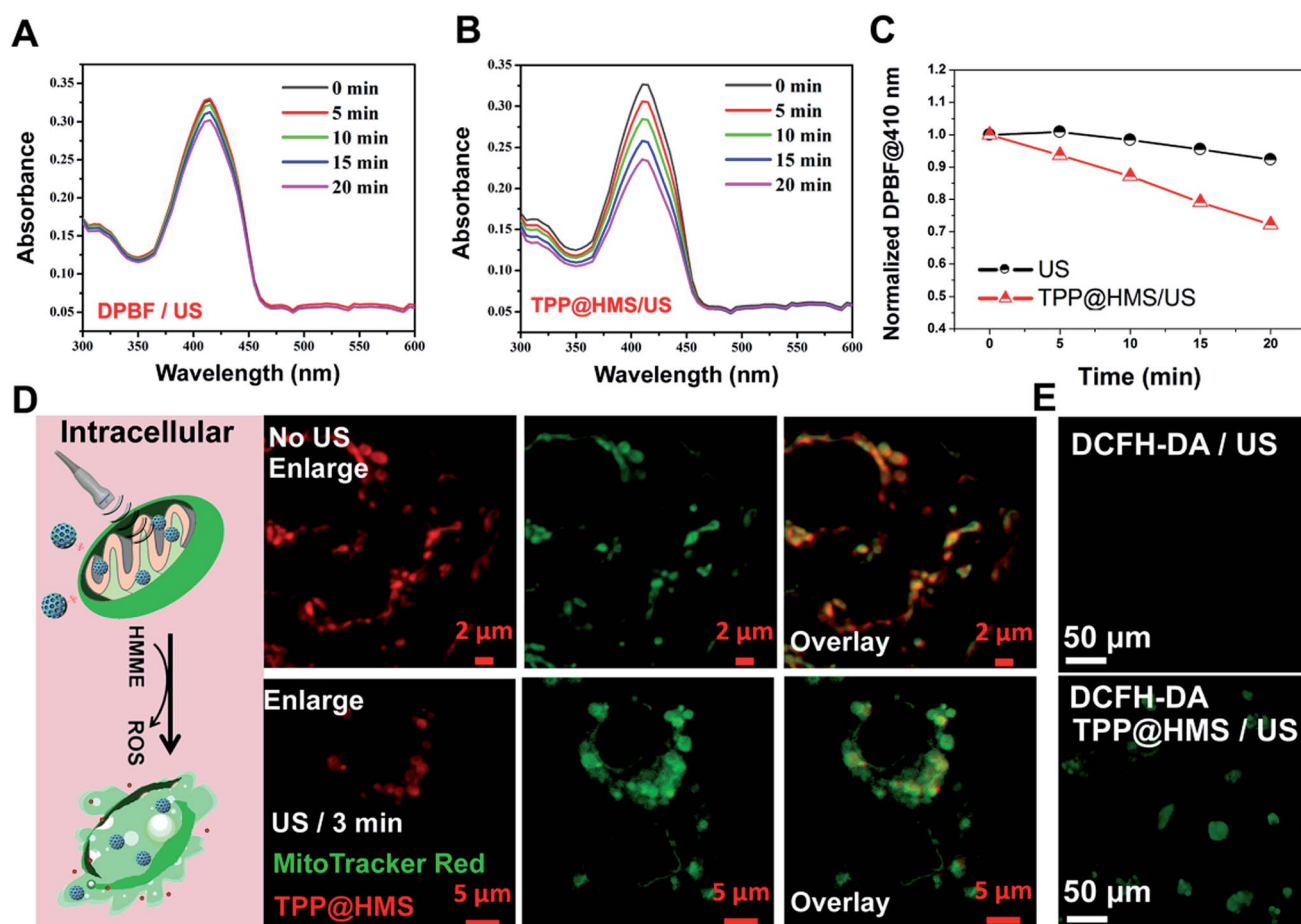 A
0.35
0.30
0.25
0.20
0.15
0.10
0.05
Absorbance
0 min
5 min
10 min
15 min
20 min
DPBF / US
300 350 400 450 500 550 600
Wavelength (nm)
B
0.35
0.30
0.25
0.20
0.15
0.10
0.05
Absorbance
0 min
5 min
10 min
15 min
20 min
TPP@HMS/US
300 350 400 450 500 550 600
Wavelength (nm)
C
1.2
1.1
1.0
0.9
0.8
0.7
0.6
0.5
0.4
Normalized DPBF@410 nm
US
TPP@HMS/US
0 5 10 15 20
Time (min)
D
Intracellular
HMME
ROS
No US
Enlarge
2 µm
2 µm
Overlay
2 µm
Enlarge
US / 3 min
MitoTracker Red
TPP@HMS
5 µm
5 µm
Overlay
5 µm
E
DCFH-DA / US
50 µm
DCFH-DA
TPP@HMS / US
50 µm